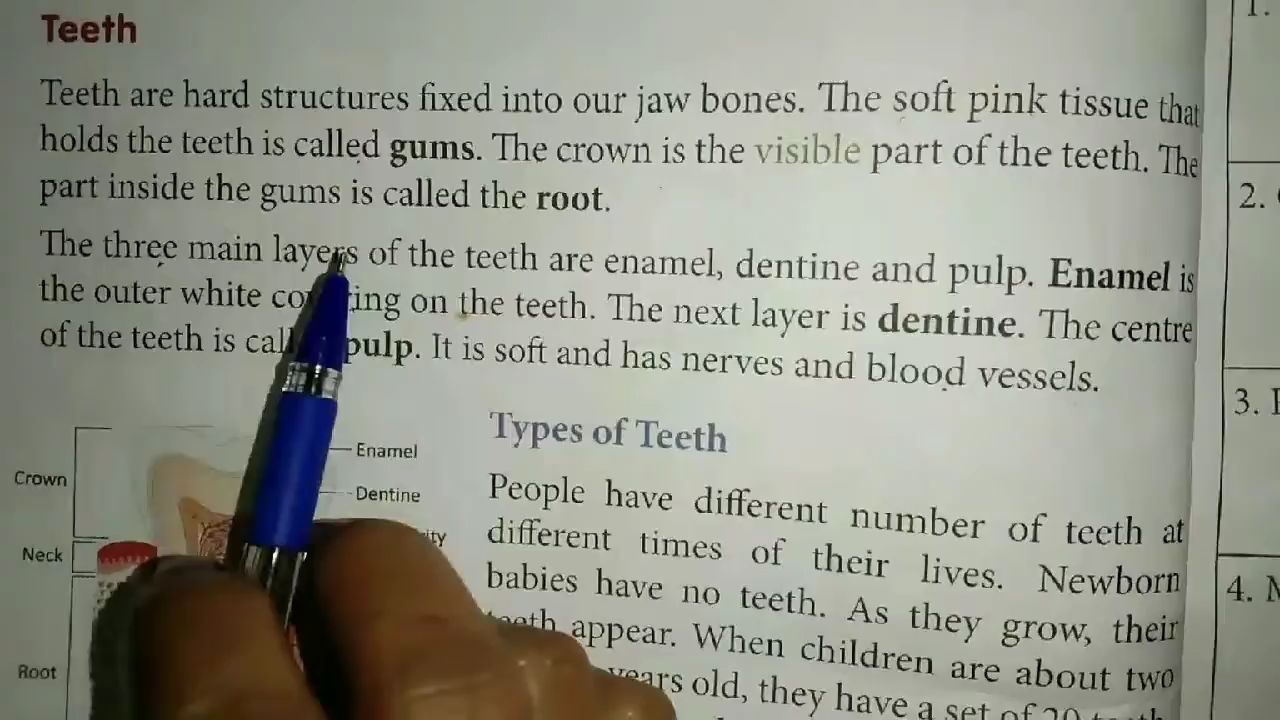 Teeth
Teeth are hard structures fixed into our jaw bones. The soft pink tissue that
holds the teeth is called gums. The crown is the visible part of the teeth. The
part inside the gums is called the root.
The three main layers of the teeth are enamel, dentine and pulp. Enamel is
the outer white covering on the teeth. The next layer is dentine. The centre
of the teeth is called pulp. It is soft and has nerves and blood vessels.
Crown
Neck
Root
Enamel
Dentine
Types of Teeth
People have different number of teeth at
different times of their lives. Newborn
babies have no teeth. As they grow, their
teeth appear. When children are about two
years old, they have a set of 20 teeth
1.
2.
3.
4.